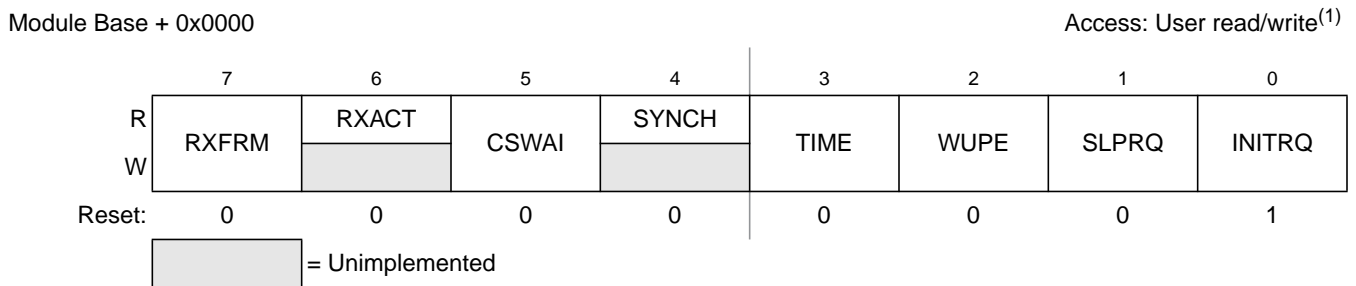 Module Base + 0x0000 Access: User read/write(1)
7 6 5 4 3 2 1 0
R RXFRM RXACT CSWAI SYNCH TIME WUPE SLPRQ INITRQ
W
Reset: 0 0 0 0 0 0 0 1
= Unimplemented